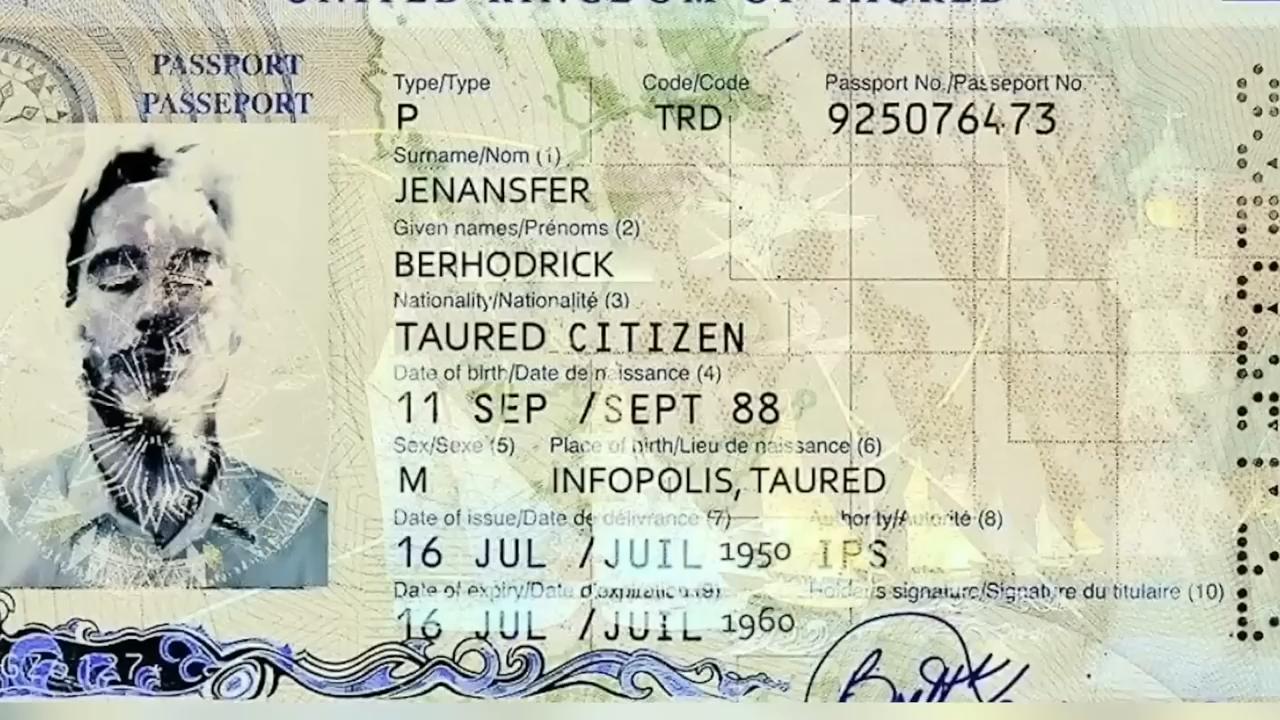 UNITED KINGDOM OF TAURED
PASSPORT
PASSEPORT
Type/Type Code/Code Passport No./Passeport No.
P TRD 925076473
Surname/Nom (1)
JENANSFER
Given names/Prénoms (2)
BERHODRICK
Nationality/Nationalité (3)
TAURED CITIZEN
Date of birth/Date de naissance (4)
11 SEP /SEPT 88
Sex/Sexe (5) Place of birth/Lieu de naissance (6)
M INFOPOLIS, TAURED
Date of issue/Date de délivrance (7) Authority/Autorité (8)
16 JUL /JUIL 1950 IPS
Date of expiry/Date d'expiration (9) Holder's signature/Signature du titulaire (10)
16 JUL /JUIL 1960